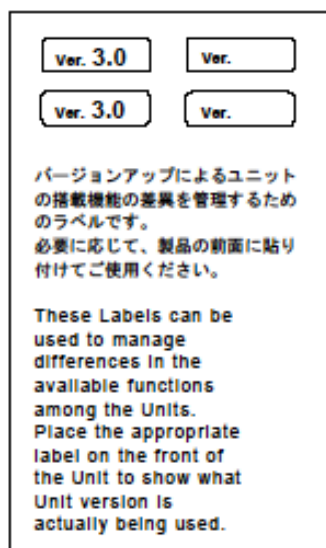 Ver. 3.0 Ver.
Ver. 3.0 Ver.
バージョンアップによるユニット
の搭載機能の差異を管理するため
のラベルです。
必要に応じて、製品の前面に貼り
付けてご使用ください。
These Labels can be
used to manage
differences in the
available functions
among the Units.
Place the appropriate
label on the front of
the Unit to show what
Unit version is
actually being used.